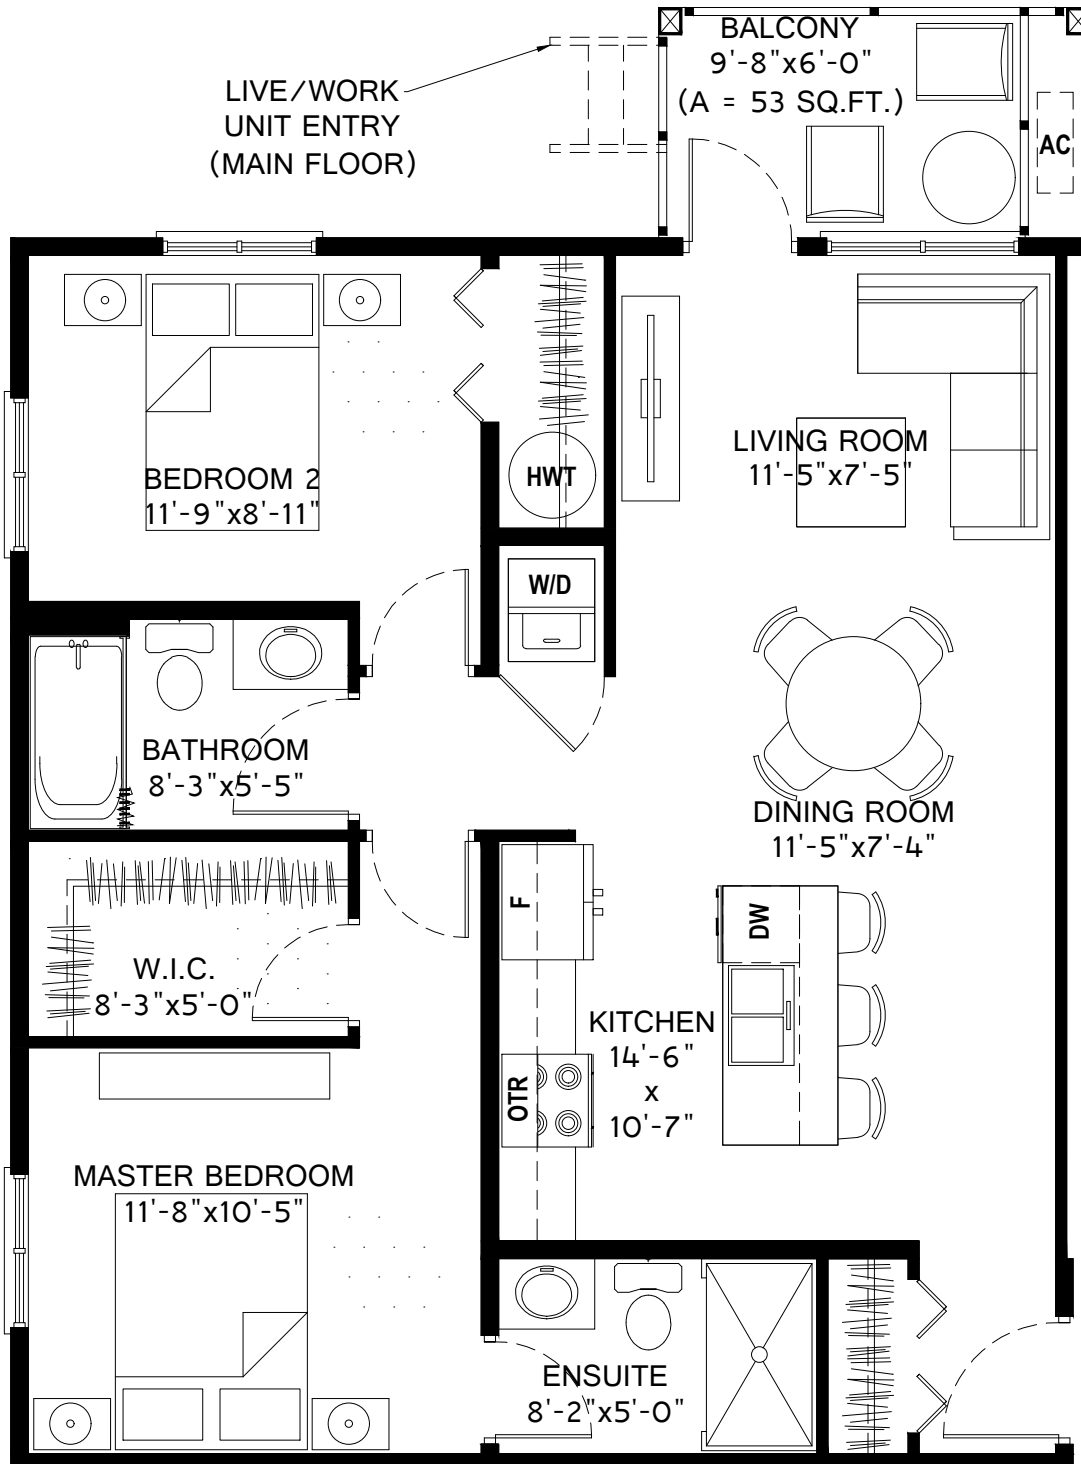 BALCONY
9'-8"x6'-0"
(A = 53 SQ.FT.)
LIVE/WORK
UNIT ENTRY
(MAIN FLOOR)
AC
LIVING ROOM
11'-5"x7'-5"
BEDROOM 2
11'-9"x8'-11"
HWT
W/D
BATHROOM
8'-3"x5'-5"
DINING ROOM
11'-5"x7'-4"
F
DW
W.I.C.
8'-3"x5'-0"
KITCHEN
14'-6"
x
10'-7"
OTR
MASTER BEDROOM
11'-8"x10'-5"
ENSUITE
8'-2"x5'-0"